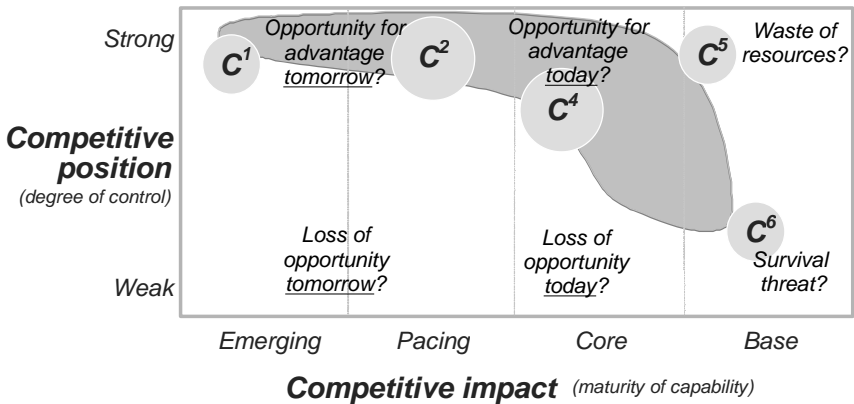 Strong
Opportunity for
advantage
tomorrow?
Opportunity for
advantage
today?
Waste of
resources?
C1
C2
C4
C5
C6
Competitive
position
(degree of control)
Loss of
opportunity
tomorrow?
Loss of
opportunity
today?
Survival
threat?
Weak
Emerging
Pacing
Core
Base
Competitive impact (maturity of capability)